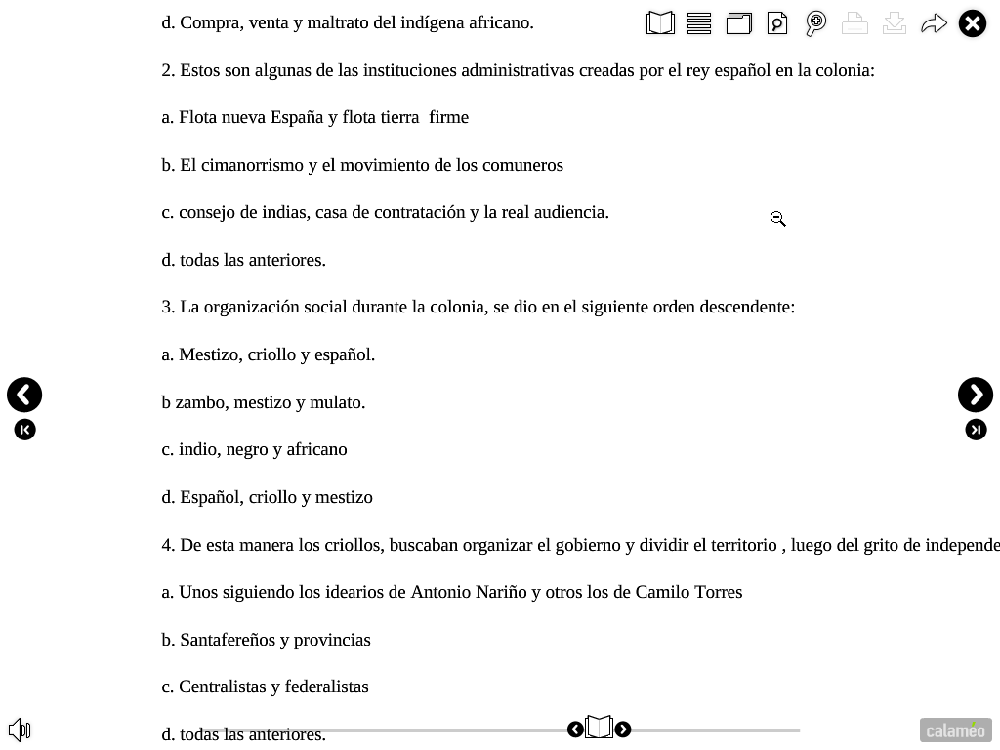 d. Compra, venta y maltrato del indígena africano.
2. Estos son algunas de las instituciones administrativas creadas por el rey español en la colonia:
a. Flota nueva España y flota tierra  firme
b. El cimanorrismo y el movimiento de los comuneros
c. consejo de indias, casa de contratación y la real audiencia.
d. todas las anteriores.
3. La organización social durante la colonia, se dio en el siguiente orden descendente:
a. Mestizo, criollo y español.
b zambo, mestizo y mulato.
c. indio, negro y africano
d. Español, criollo y mestizo
4. De esta manera los criollos, buscaban organizar el gobierno y dividir el territorio , luego del grito de independe
a. Unos siguiendo los idearios de Antonio Nariño y otros los de Camilo Torres
b. Santafereños y provincias
c. Centralistas y federalistas
d. todas las anteriores.
calaméo